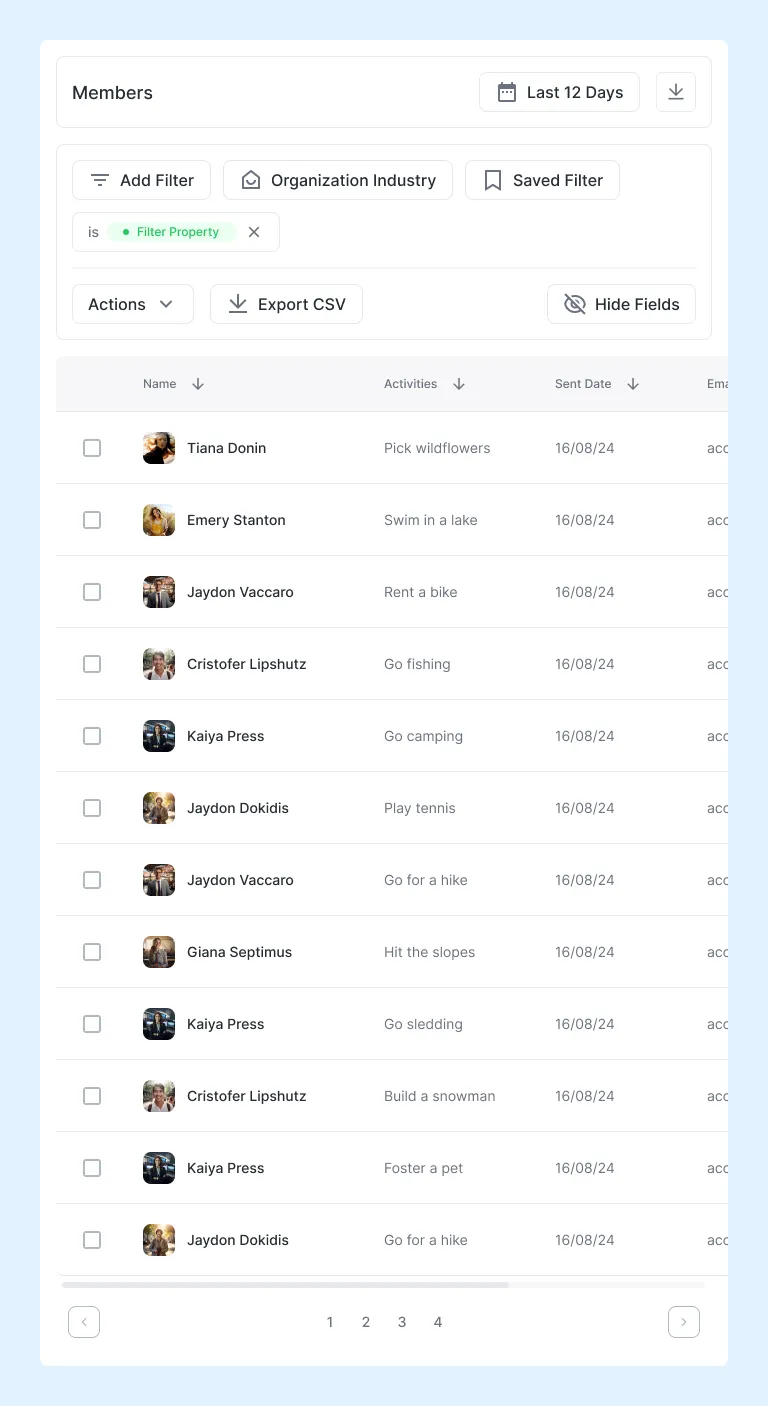 Members
Last 12 Days
Add Filter
Organization Industry
Saved Filter
is
Filter Property
Actions
Export CSV
Hide Fields
Name Activities Sent Date Ema
Tiana Donin Pick wildflowers 16/08/24 acc
Emery Stanton Swim in a lake 16/08/24 acc
Jaydon Vaccaro Rent a bike 16/08/24 acc
Cristofer Lipshutz Go fishing 16/08/24 acc
Kaiya Press Go camping 16/08/24 acc
Jaydon Dokidis Play tennis 16/08/24 acc
Jaydon Vaccaro Go for a hike 16/08/24 acc
Giana Septimus Hit the slopes 16/08/24 acc
Kaiya Press Go sledding 16/08/24 acc
Cristofer Lipshutz Build a snowman 16/08/24 acc
Kaiya Press Foster a pet 16/08/24 acc
Jaydon Dokidis Go for a hike 16/08/24 acc
1 2 3 4